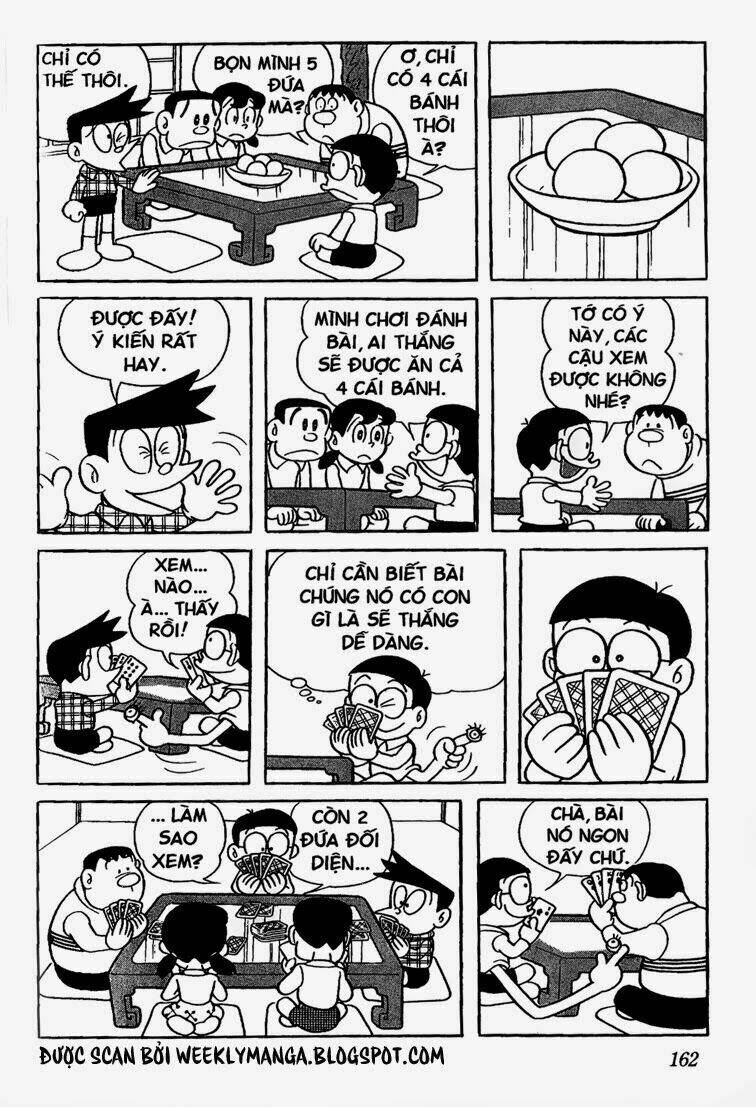 Ơ, CHỈ
CÓ 4 CÁI
BÁNH
THÔI
À?
BỌN MÌNH 5
ĐỨA
MÀ?
CHỈ CÓ
THẾ THÔI.
TỚ CÓ Ý
NÀY, CÁC
CẬU XEM
ĐƯỢC KHÔNG
NHÉ?
MÌNH CHƠI ĐÁNH
BÀI, AI THẮNG
SẼ ĐƯỢC ĂN CẢ
4 CÁI BÁNH.
ĐƯỢC ĐẤY!
Ý KIẾN RẤT
HAY.
CHỈ CẦN BIẾT BÀI
CHÚNG NÓ CÓ CON
GÌ LÀ SẼ THẮNG
DỄ DÀNG.
XEM...
NÀO...
À... THẤY
RỒI!
CHÀ, BÀI
NÓ NGON
ĐẤY CHỨ.
CÒN 2
ĐỨA ĐỐI
DIỆN...
... LÀM
SAO
XEM?
ĐƯỢC SCAN BỞI WEEKLYMANGA.BLOGSPOT.COM
162